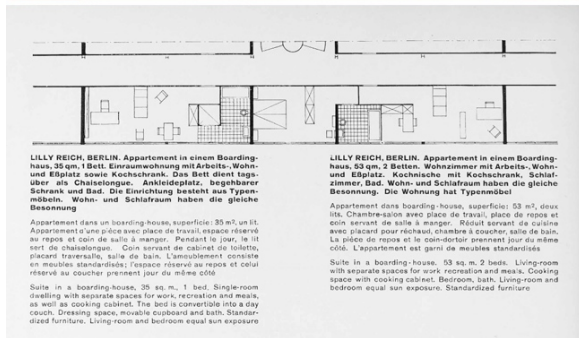 LILLY REICH, BERLIN. Appartement in einem Boarding-
haus, 35 qm, 1 Bett. Einraumwohnung mit Arbeits-, Wohn-
und Eßplatz sowie Kochschrank. Das Bett dient tags-
über als Chaiselongue. Ankleideplatz, begehbarer
Schrank und Bad. Die Einrichtung besteht aus Typen-
möbeln. Wohn- und Schlafraum haben die gleiche
Besonnung
Appartement dans un boarding-house, superficie: 35 m², un lit.
Appartement d'une pièce avec place de travail, espace réservé
au repos et coin de salle à manger. Pendant le jour, le lit
sert de chaiselongue. Coin servant de cabinet de toilette,
placard traversable, salle de bain. L'amoublement consiste
en meubles standardisés; l'espace réservé au repos et celui
réservé au coucher prennent jour du même côté
Suite in a boarding-house, 35 sq. m., 1 bed. Single-room
dwelling with separate spaces for work, recreation and meals,
as well as cooking cabinet. The bed is convertible into a day
couch. Dressing space, movable cupboard and bath. Standar-
dized furniture. Living-room and bedroom equal sun exposure
LILLY REICH, BERLIN. Appartement in einem Boarding-
haus, 53 qm, 2 Betten. Wohnzimmer mit Arbeits-, Wohn-
und Eßplatz. Kochnische mit Kochschrank, Schlaf-
zimmer, Bad. Wohn- und Schlafraum haben die gleiche
Besonnung. Die Wohnung hat Typenmöbel
Appartement dans un boarding-house, superficie: 53 m², deux
lits. Chambre-salon avec place de travail, place de repos et
coin servant de salle à manger. Réduit servant de cuisine
avec placard pour réchaud, chambre à coucher, salle de bain.
La pièce de repos et le coin-dortoir prennent jour du même
côté. L'appartement est garni de meubles standardisés
Suite in a boarding-house, 53 sq. m. 2 beds. Living-room
with separate spaces for work, recreation and meals. Cooking
space with cooking cabinet. Bedroom, bath. Living-room and
bedroom equal sun exposure. Standardized furniture